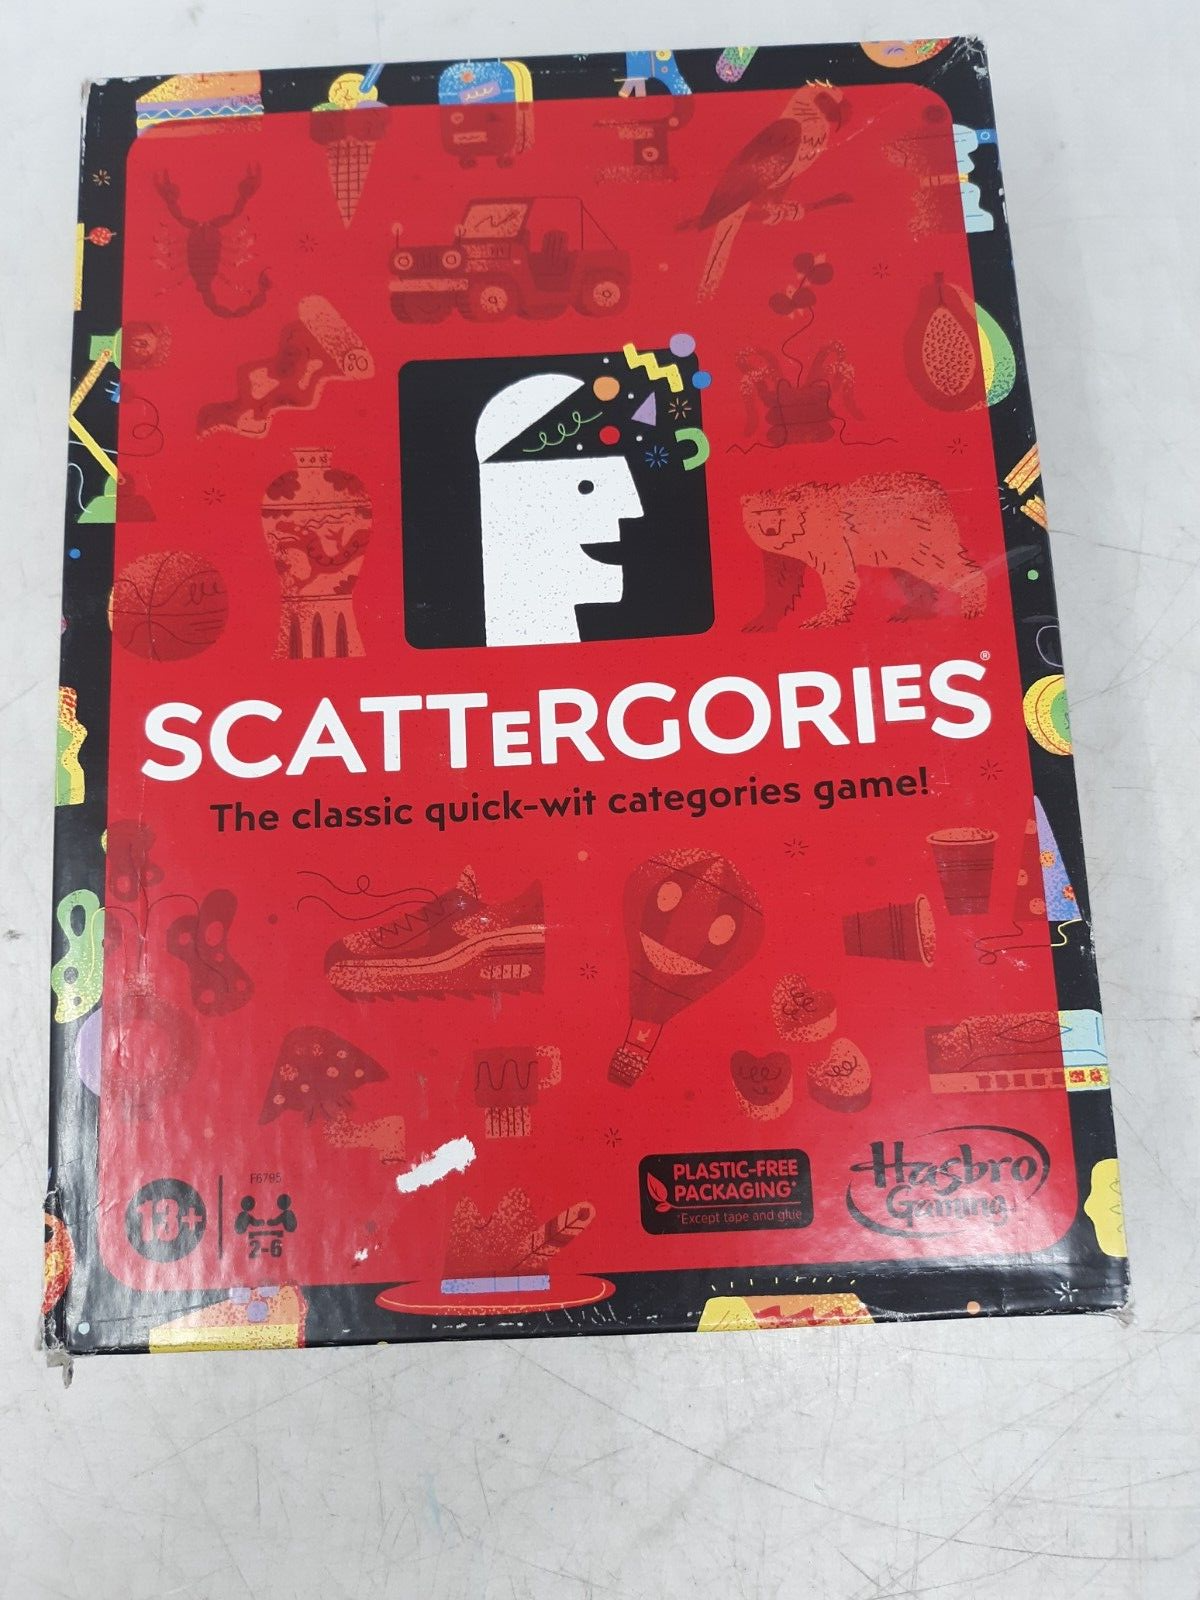 SCATTERGORIES®
The classic quick-wit categories game!
13+
F6795
2-6
PLASTIC-FREE
PACKAGING*
*Except tape and glue
Hasbro
Gaming